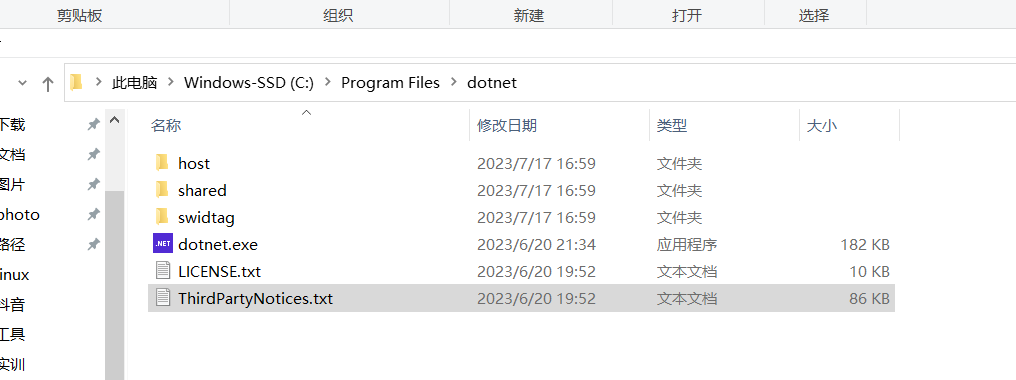 剪贴板 组织 新建 打开 选择
此电脑 Windows-SSD (C:) Program Files dotnet
下载
文档
图片
photo
路径
inux
抖音
工具
实训
名称 修改日期 类型 大小
host 2023/7/17 16:59 文件夹
shared 2023/7/17 16:59 文件夹
swidtag 2023/7/17 16:59 文件夹
.NET dotnet.exe 2023/6/20 21:34 应用程序 182 KB
LICENSE.txt 2023/6/20 19:52 文本文档 10 KB
ThirdPartyNotices.txt 2023/6/20 19:52 文本文档 86 KB